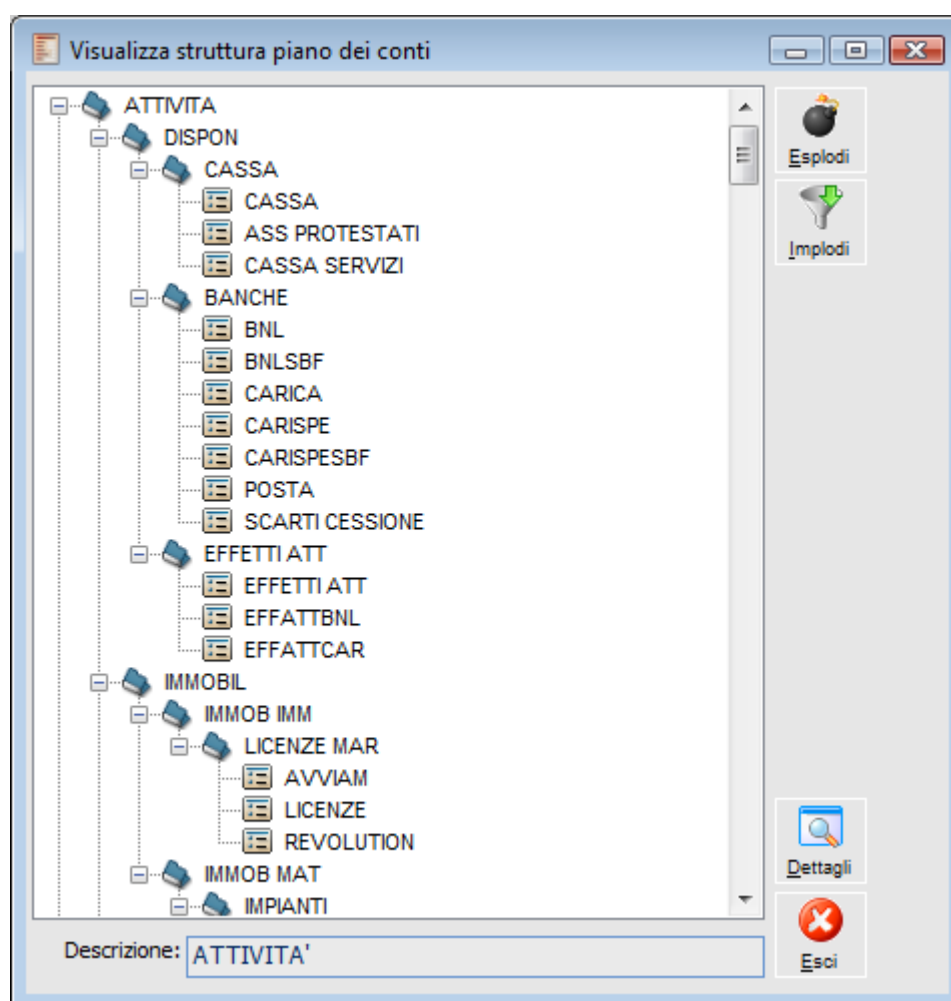 Visualizza struttura piano dei conti
ATTIVITA
DISPON
CASSA
CASSA
ASS PROTESTATI
CASSA SERVIZI
BANCHE
BNL
BNLSBF
CARICA
CARISPE
CARISPESBF
POSTA
SCARTI CESSIONE
EFFETTI ATT
EFFETTI ATT
EFFATTBNL
EFFATTCAR
IMMOBIL
IMMOB IMM
LICENZE MAR
AVVIAM
LICENZE
REVOLUTION
IMMOB MAT
IMPIANTI
Esplodi
Implodi
Dettagli
Esci
Descrizione: ATTIVITA'